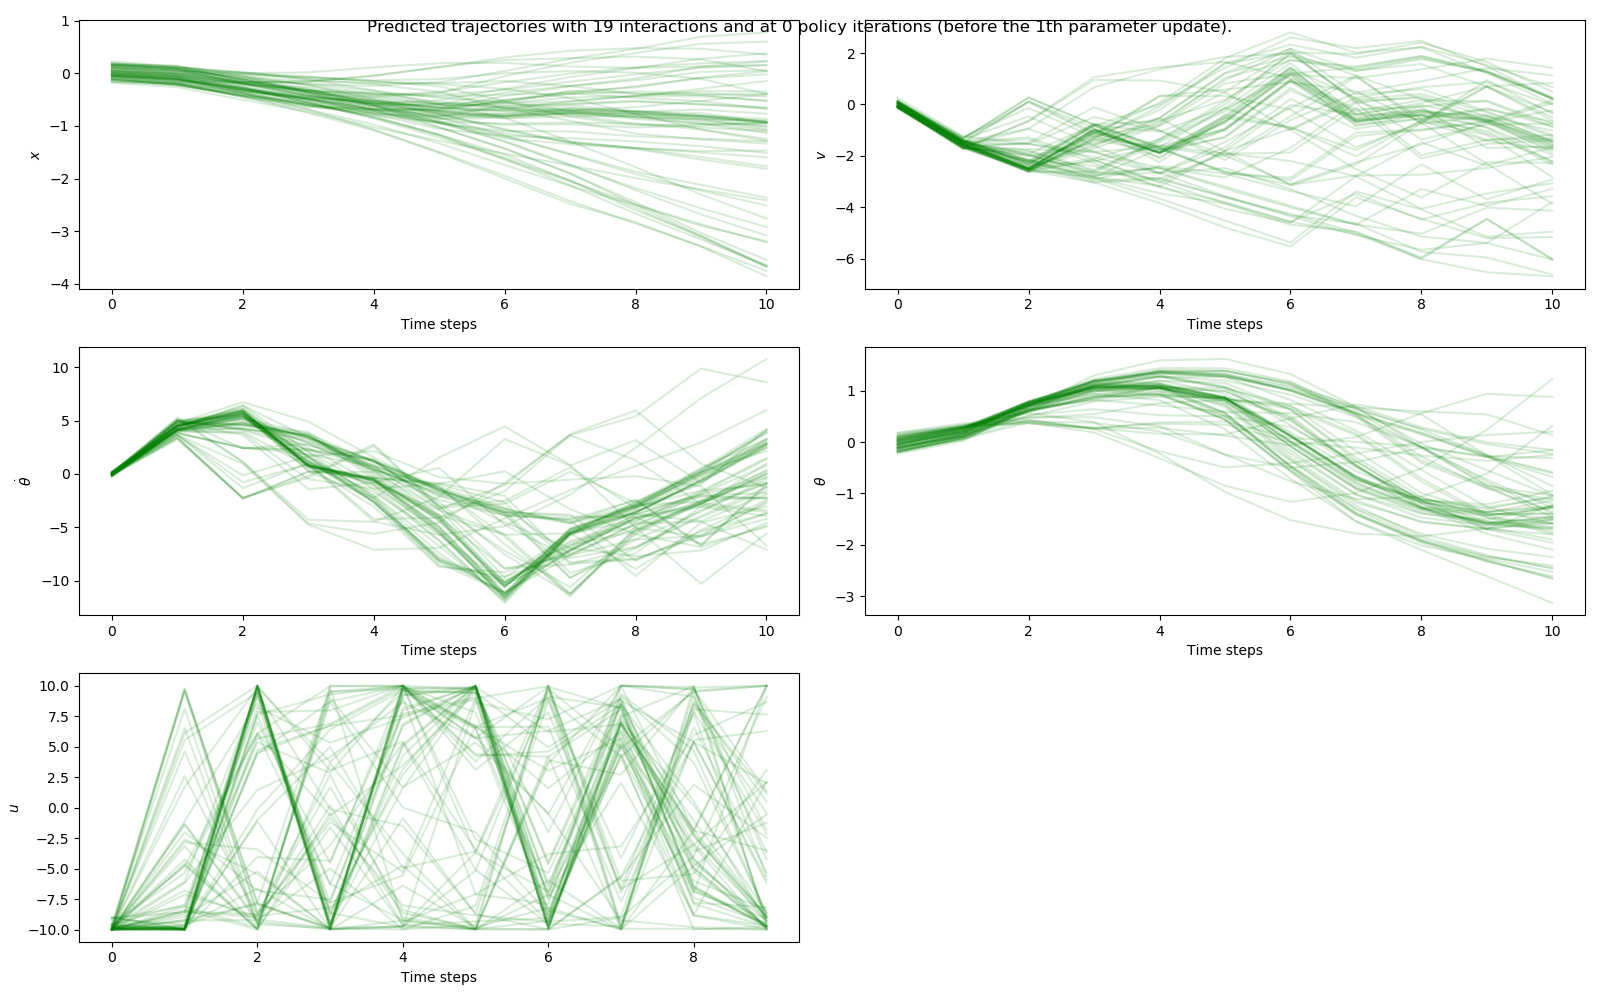 Predicted trajectories with 19 interactions and at 0 policy iterations (before the 1th parameter update).
1
0
−1
−2
−3
−4
x
0 2 4 6 8 10
Time steps
2
0
−2
−4
−6
v
0 2 4 6 8 10
Time steps
10
5
0
−5
−10
θ̇
0 2 4 6 8 10
Time steps
1
0
−1
−2
−3
θ
0 2 4 6 8 10
Time steps
10.0
7.5
5.0
2.5
0.0
−2.5
−5.0
−7.5
−10.0
u
0 2 4 6 8
Time steps